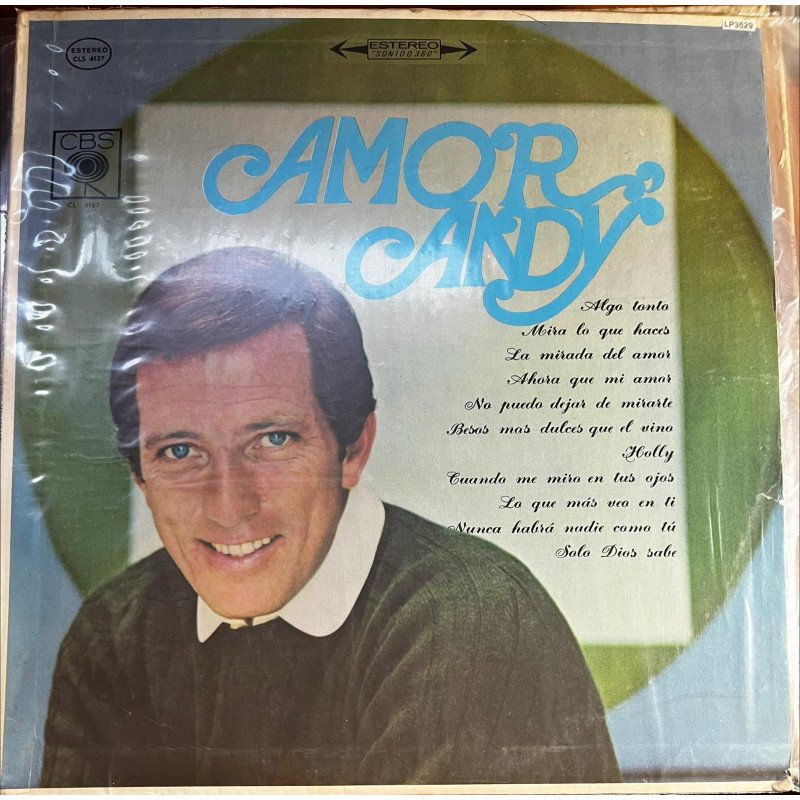 ESTEREO
CLS 4127
ESTEREO
"SONIDO 360"
LP3529
CBS
CL 4127
AMOR
ANDY
Algo tonto
Mira lo que haces
La mirada del amor
Ahora que mi amor
No puedo dejar de mirarte
Besos mas dulces que el vino
Holly
Cuando me miro en tus ojos
Lo que más veo en ti
Nunca habrá nadie como tú
Solo Dios sabe